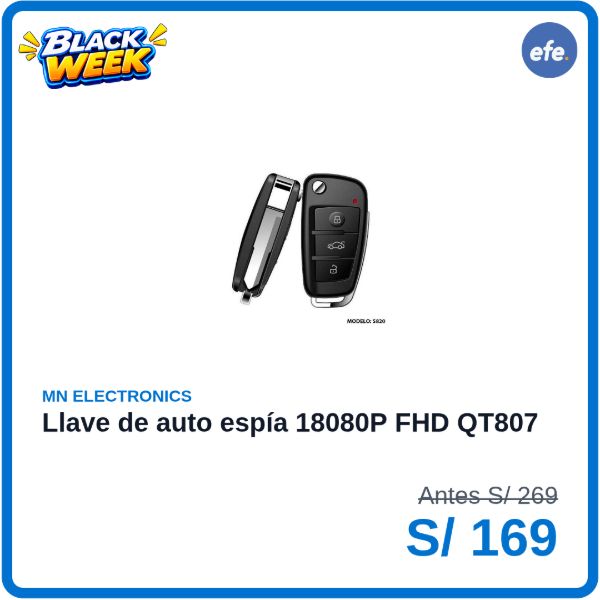 BLACK
WEEK
efe.
MODELO: S820
MN ELECTRONICS
Llave de auto espía 18080P FHD QT807
Antes S/ 269
S/ 169